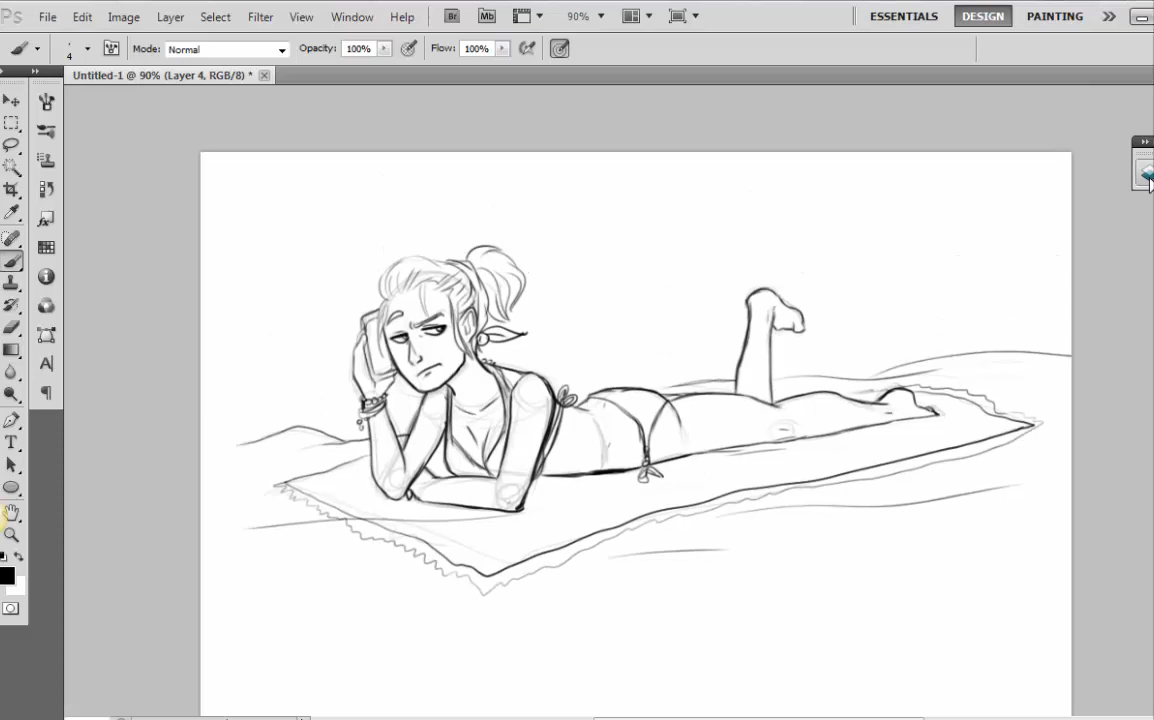 Ps File Edit Image Layer Select Filter View Window Help Br Mb 90% ESSENTIALS DESIGN PAINTING
4 Mode: Normal Opacity: 100% Flow: 100%
Untitled-1 @ 90% (Layer 4, RGB/8) *